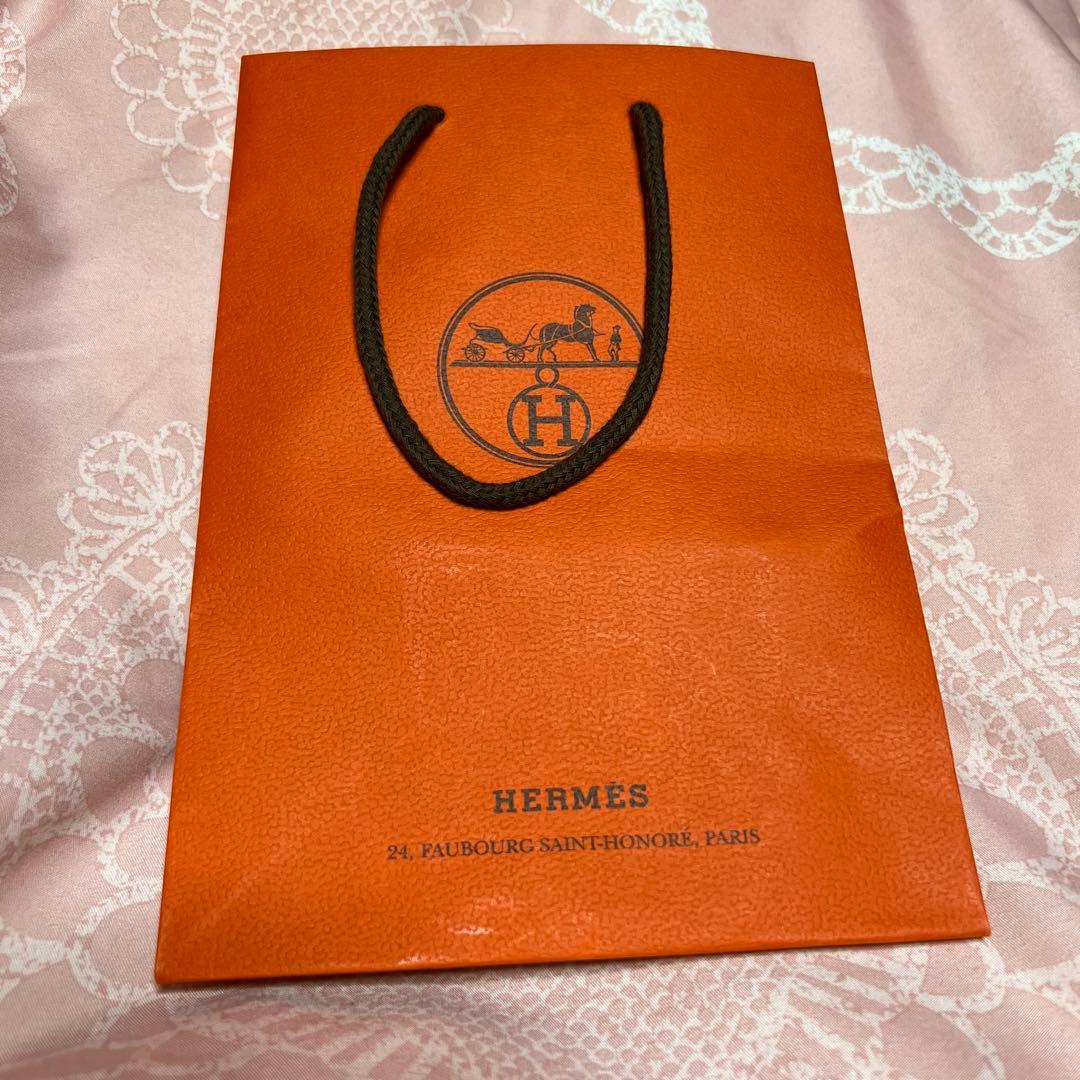 H
HERMÈS
24, FAUBOURG SAINT-HONORÉ, PARIS